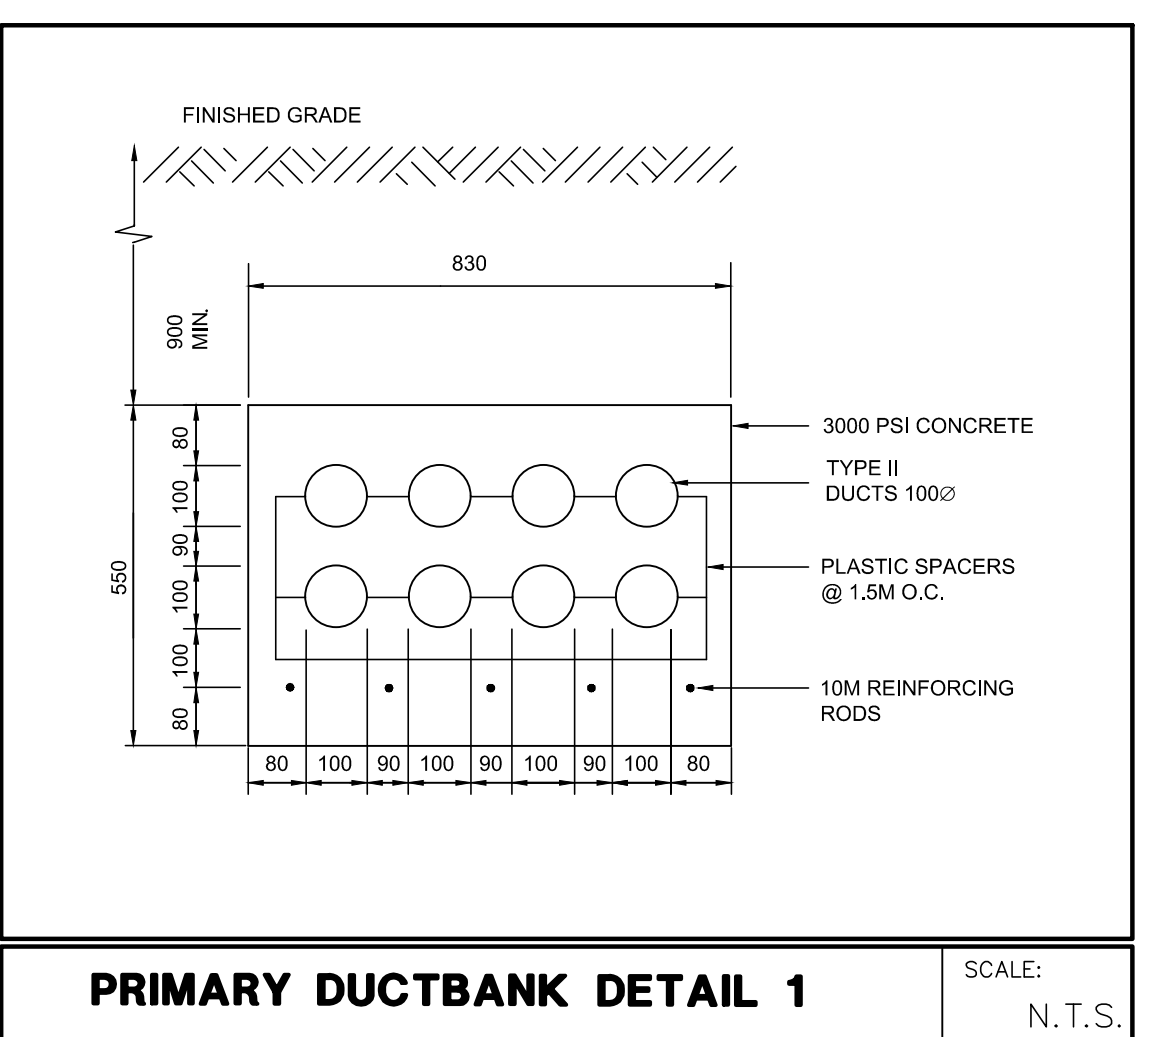 FINISHED GRADE
830
900
MIN.
80
100
90
100
100
80
550
3000 PSI CONCRETE
TYPE II
DUCTS 100∅
PLASTIC SPACERS
@ 1.5M O.C.
10M REINFORCING
RODS
80 100 90 100 90 100 90 100 80
PRIMARY DUCTBANK DETAIL 1
SCALE:
N.T.S.